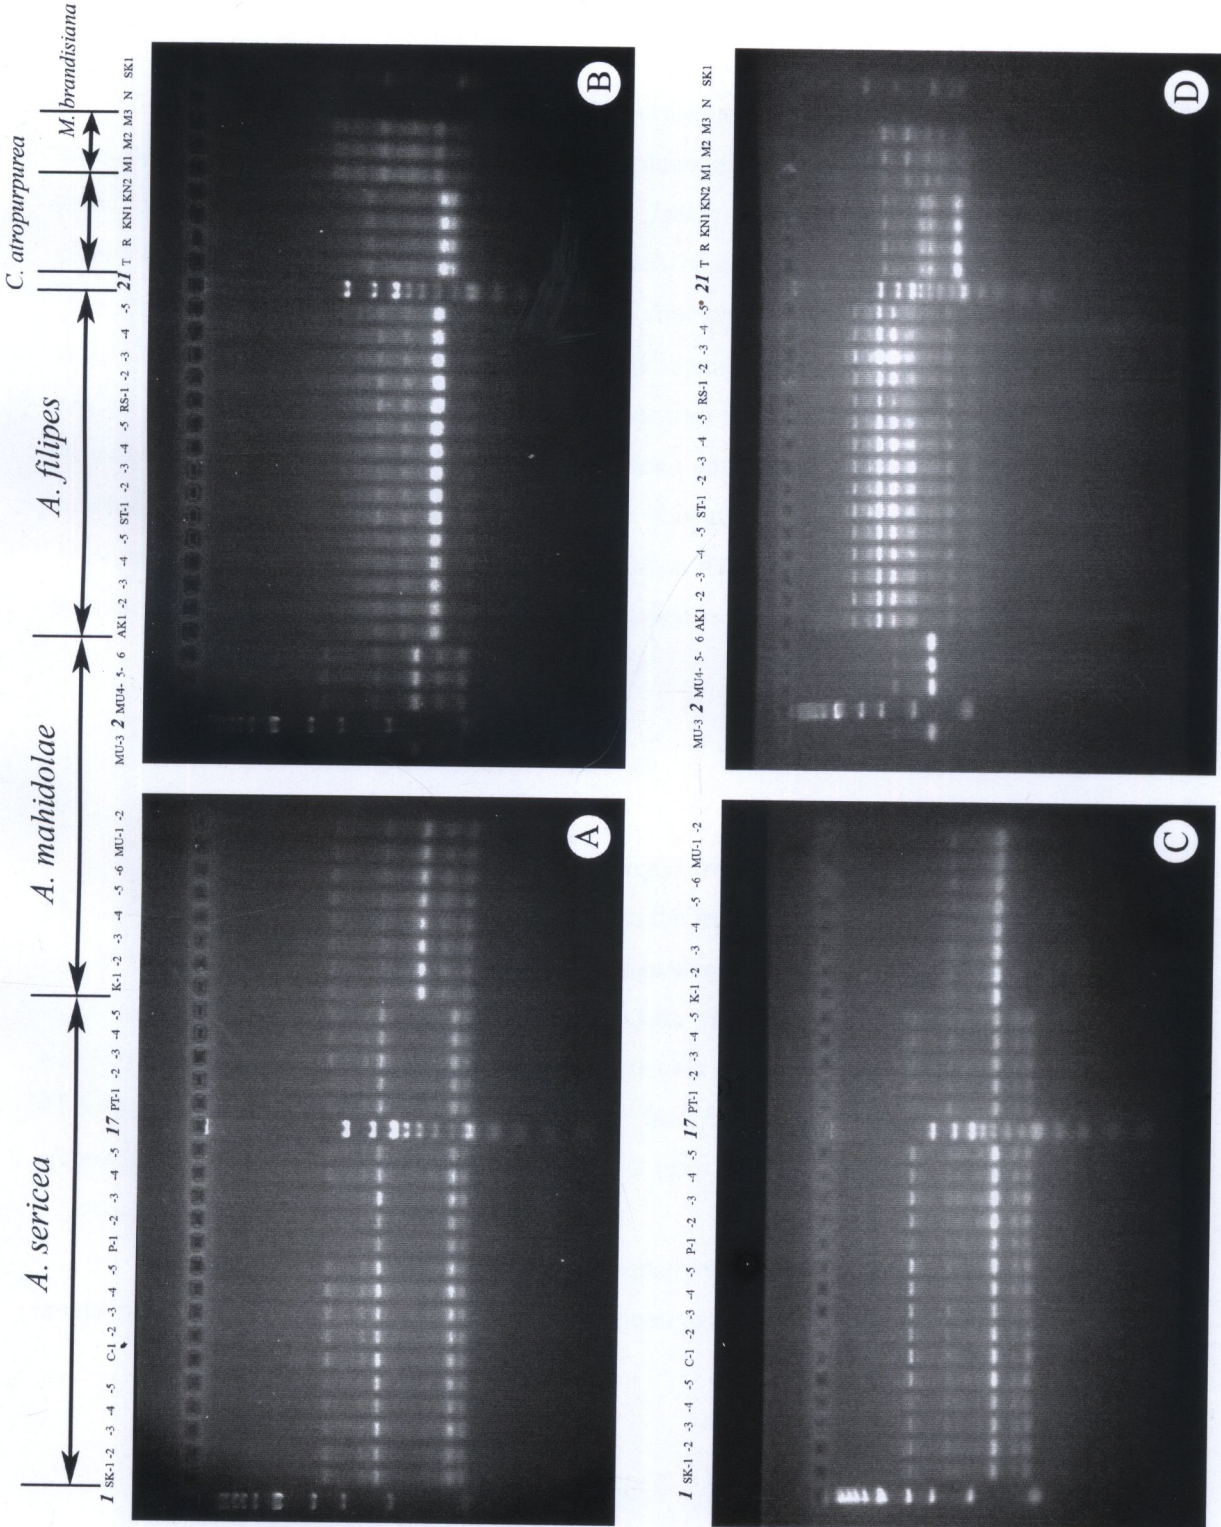 A. sericea
A. mahidolae
A. filipes
C. atropurpurea
M. brandisiana
1 SK-1 -2 -3 -4 -5 C-1 -2 -3 -4 -5 P-1 -2 -3 -4 -5 17 PT-1 -2 -3 -4 -5 K-1 -2 -3 -4 -5 -6 MU-1 -2
MU-3 2 MU4- 5- 6 AK1 -2 -3 -4 -5 ST-1 -2 -3 -4 -5 RS-1 -2 -3 -4 -5 21 T R KN1 KN2 M1 M2 M3 N SK1
A
B
1 SK-1 -2 -3 -4 -5 C-1 -2 -3 -4 -5 P-1 -2 -3 -4 -5 17 PT-1 -2 -3 -4 -5 K-1 -2 -3 -4 -5 -6 MU-1 -2
MU-3 2 MU4- 5- 6 AK1 -2 -3 -4 -5 ST-1 -2 -3 -4 -5 RS-1 -2 -3 -4 -5 21 T R KN1 KN2 M1 M2 M3 N SK1
C
D